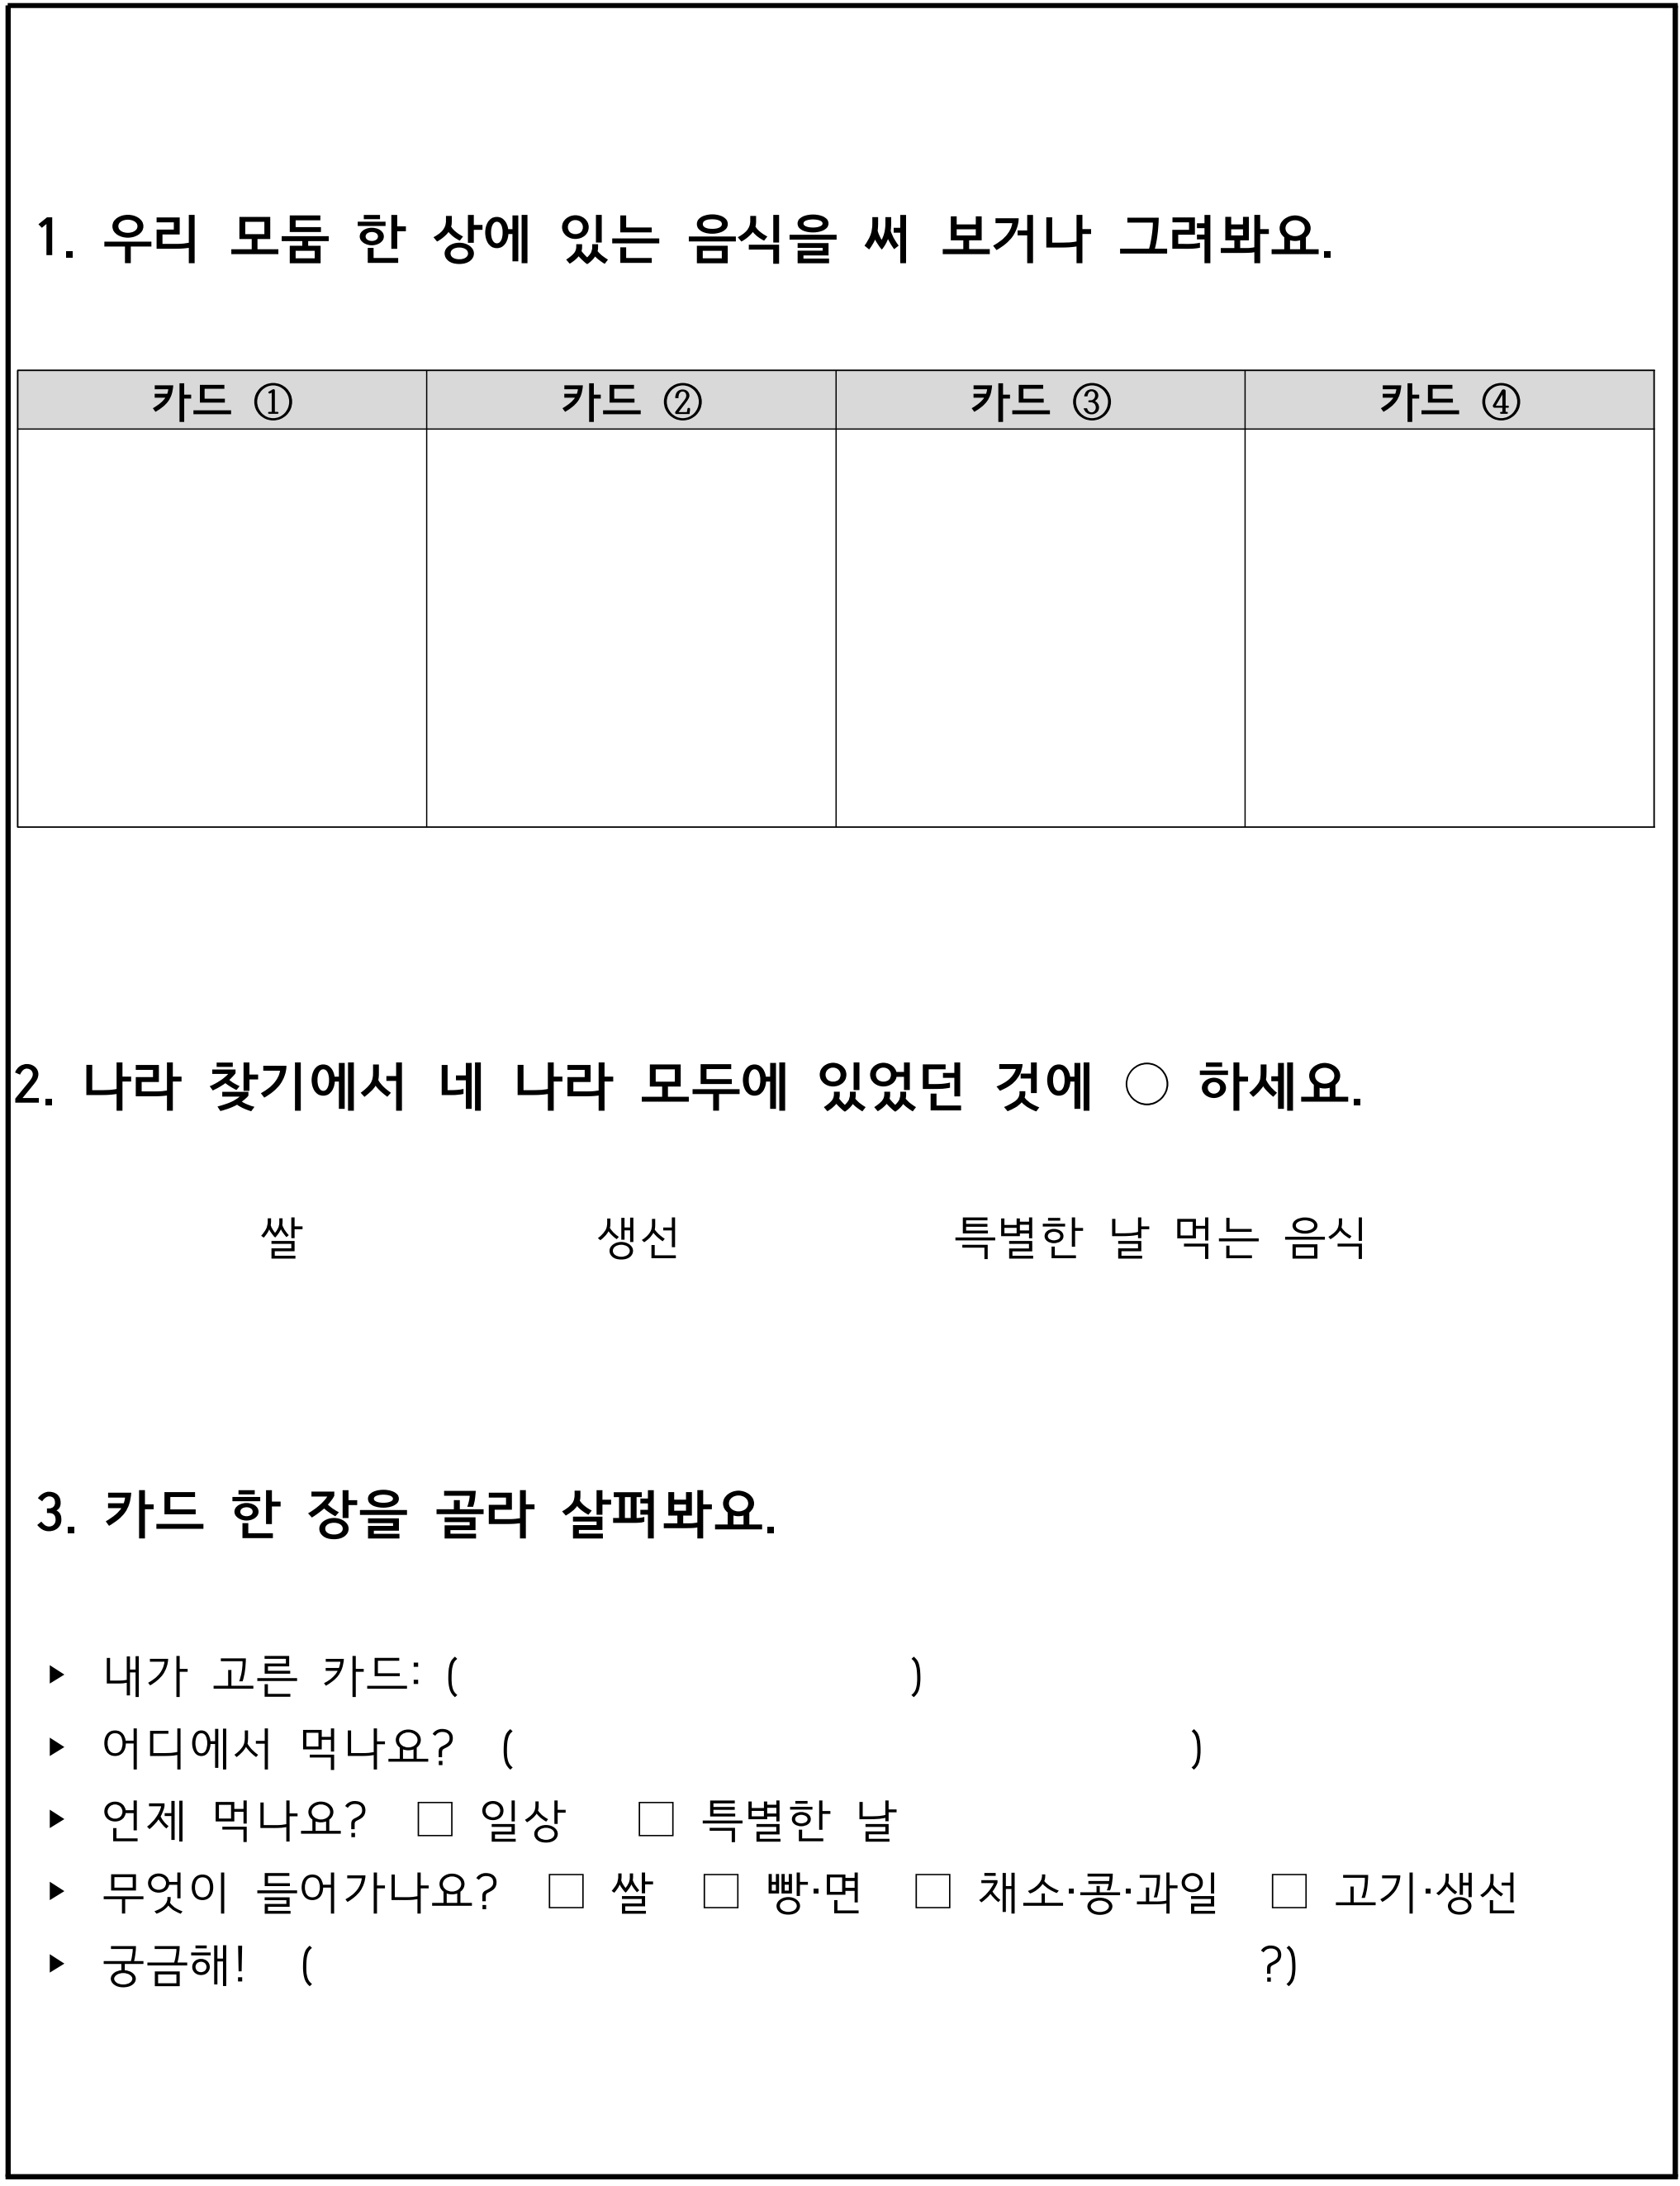 1. 우리 모둠 한 상에 있는 음식을 써 보거나 그려봐요.
카드 ① 카드 ② 카드 ③ 카드 ④
2. 나라 찾기에서 네 나라 모두에 있었던 것에 ○ 하세요.
쌀 생선 특별한 날 먹는 음식
3. 카드 한 장을 골라 살펴봐요.
▶ 내가 고른 카드: ( )
▶ 어디에서 먹나요? ( )
▶ 언제 먹나요? □ 일상 □ 특별한 날
▶ 무엇이 들어가나요? □ 쌀 □ 빵·면 □ 채소·콩·과일 □ 고기·생선
▶ 궁금해! ( ?)